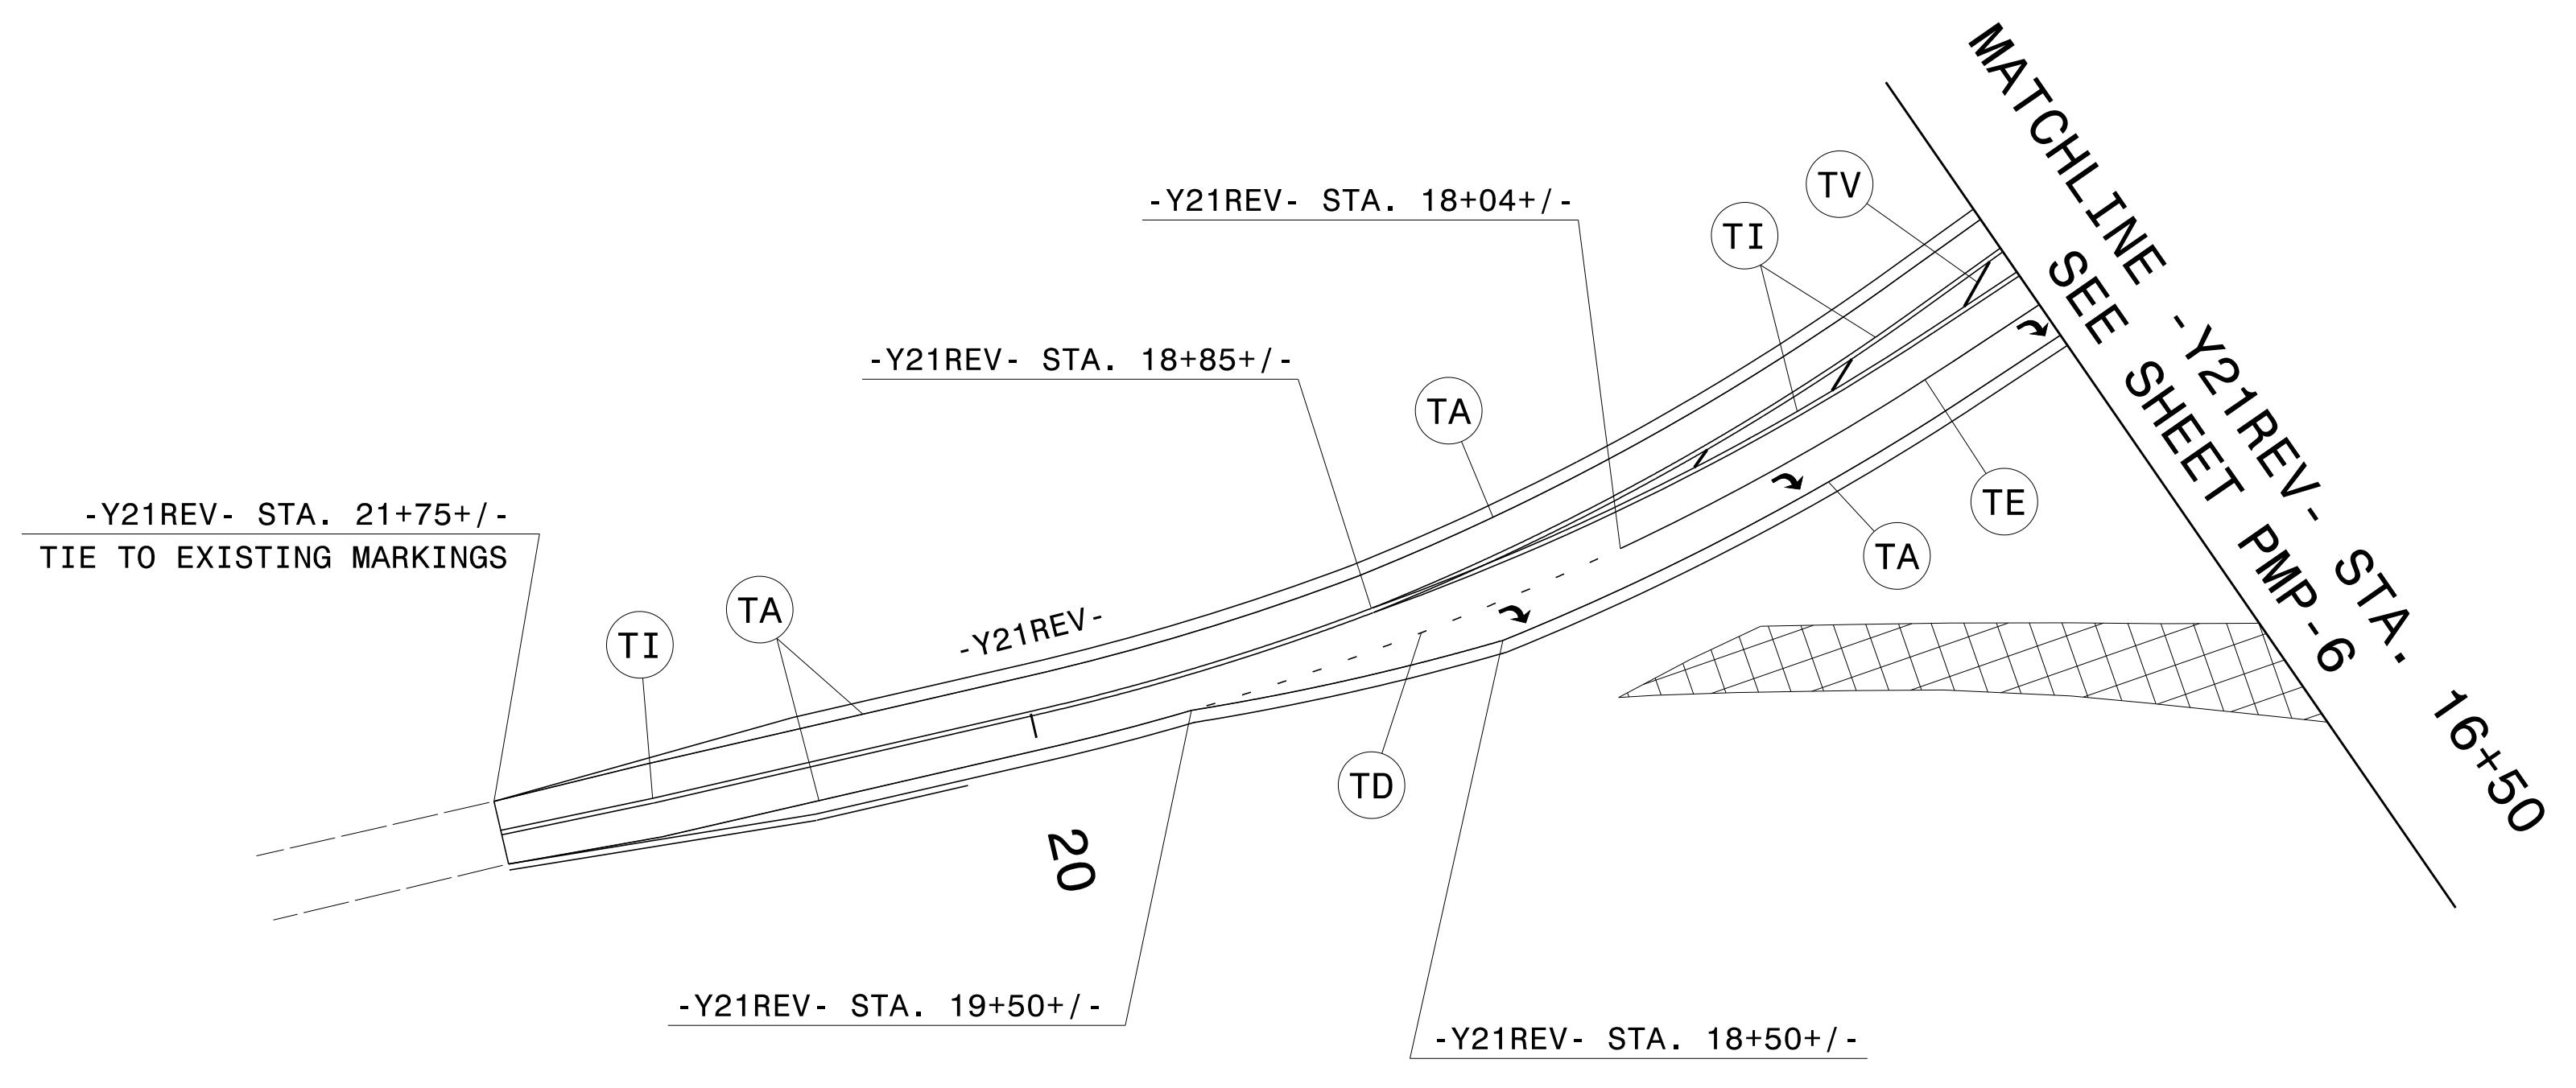 MATCHLINE -Y21REV- STA. 16+50
SEE SHEET PMP-6
TV
-Y21REV- STA. 18+04+/-
TI
-Y21REV- STA. 18+85+/-
TA
TE
-Y21REV- STA. 21+75+/-
TIE TO EXISTING MARKINGS
TA
TA
-Y21REV-
TI
TD
20
-Y21REV- STA. 19+50+/-
-Y21REV- STA. 18+50+/-